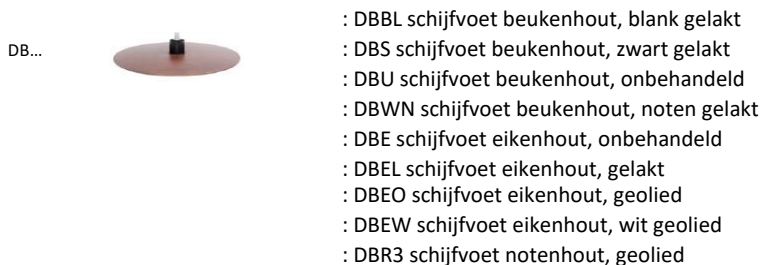 : DBBL schijfvoet beukenhout, blank gelakt
DB... : DBS schijfvoet beukenhout, zwart gelakt
: DBU schijfvoet beukenhout, onbehandeld
: DBWN schijfvoet beukenhout, noten gelakt
: DBE schijfvoet eikenhout, onbehandeld
: DBEL schijfvoet eikenhout, gelakt
: DBEO schijfvoet eikenhout, geolied
: DBEW schijfvoet eikenhout, wit geolied
: DBR3 schijfvoet notenhout, geolied